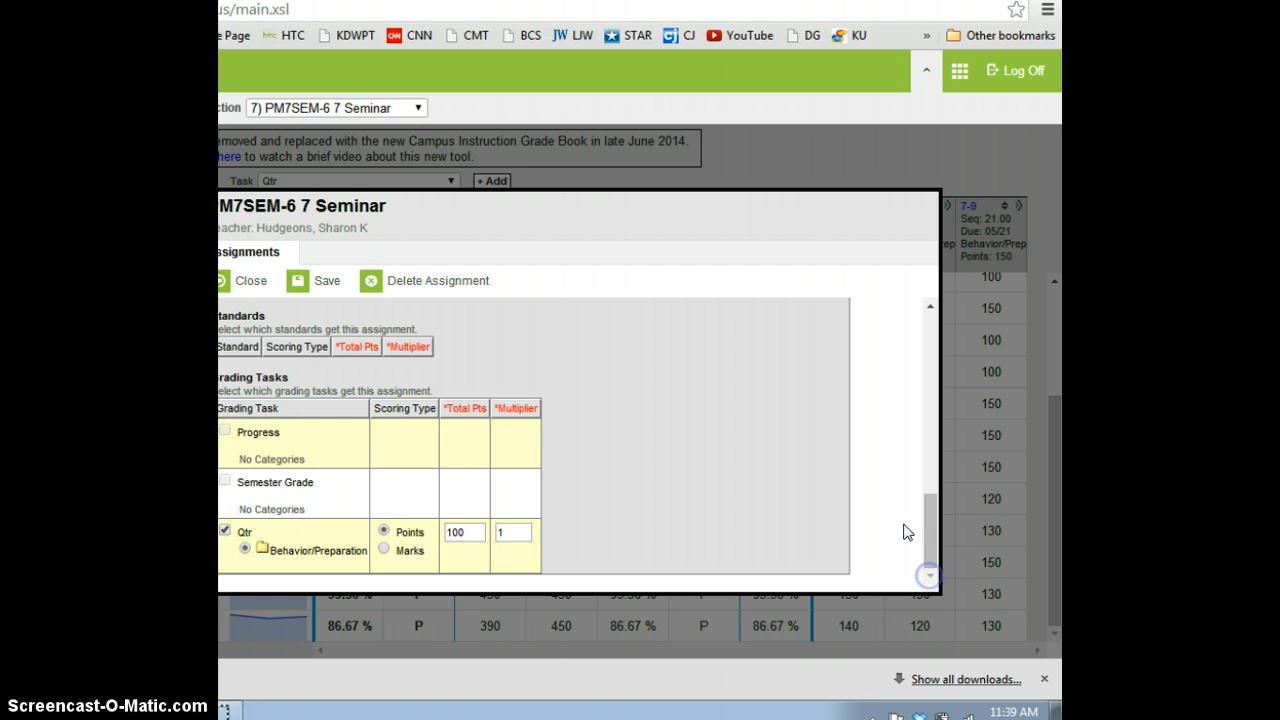 us/main.xsl
e Page HTC KDWPT CNN CMT BCS LJW STAR CJ YouTube DG KU » Other bookmarks
Log Off
ction 7) PM7SEM-6 7 Seminar
emoved and replaced with the new Campus Instruction Grade Book in late June 2014.
here to watch a brief video about this new tool.
Task Qtr + Add
PM7SEM-6 7 Seminar
eacher: Hudgeons, Sharon K
ssignments
Close Save Delete Assignment
tandards
elect which standards get this assignment.
Standard Scoring Type *Total Pts *Multiplier
rading Tasks
elect which grading tasks get this assignment.
Grading Task Scoring Type *Total Pts *Multiplier
Progress
No Categories
Semester Grade
No Categories
Qtr Points 100 1
Behavior/Preparation Marks
7-9
Seq: 21.00
Due: 05/21
ep Behavior/Prep
Points: 150
100
150
100
100
150
150
150
120
130
150
130
86.67 % P 390 450 86.67 % P 86.67 % 140 120 130
Show all downloads...
11:39 AM
Screencast-O-Matic.com